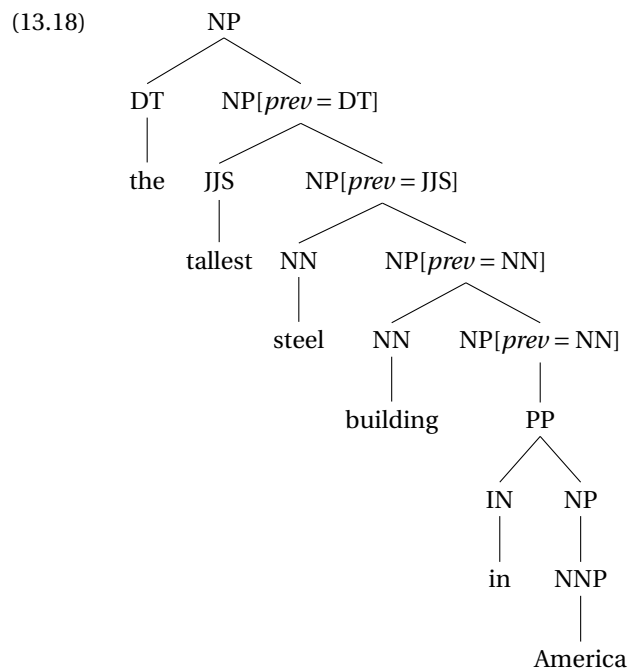 (13.18) NP
DT NP[prev = DT]
the JJS NP[prev = JJS]
tallest NN NP[prev = NN]
steel NN NP[prev = NN]
building PP
IN NP
in NNP
America